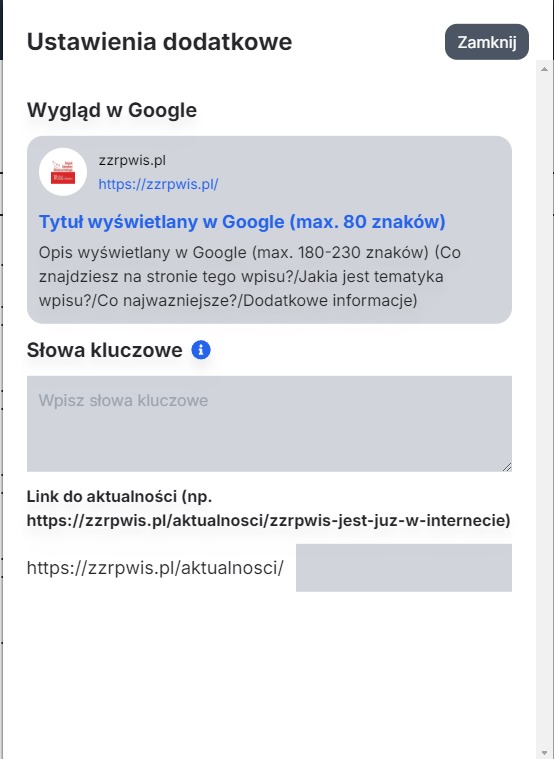 Ustawienia dodatkowe
Zamknij
Wygląd w Google
zzrpwis.pl
https://zzrpwis.pl/
Tytuł wyświetlany w Google (max. 80 znaków)
Opis wyświetlany w Google (max. 180-230 znaków) (Co
znajdziesz na stronie tego wpisu?/Jakia jest tematyka
wpisu?/Co najwazniejsze?/Dodatkowe informacje)
Słowa kluczowe
Wpisz słowa kluczowe
Link do aktualności (np.
https://zzrpwis.pl/aktualnosci/zzrpwis-jest-juz-w-internecie)
https://zzrpwis.pl/aktualnosci/